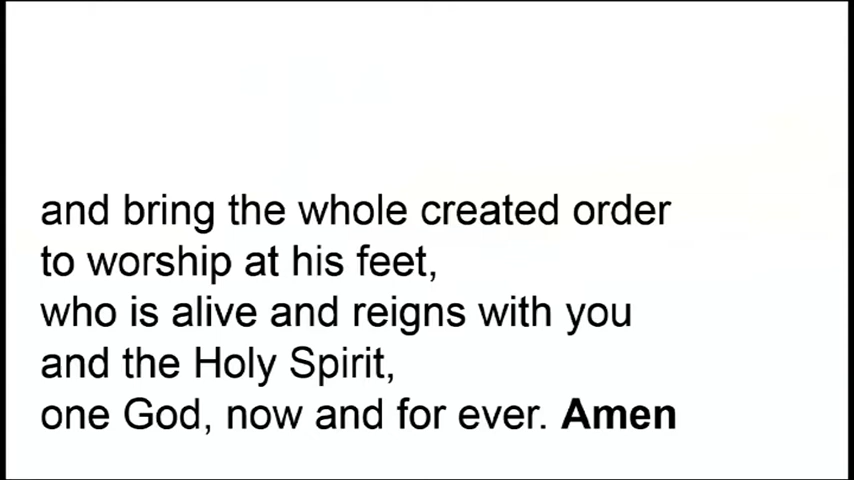 and bring the whole created order
to worship at his feet,
who is alive and reigns with you
and the Holy Spirit,
one God, now and for ever. Amen